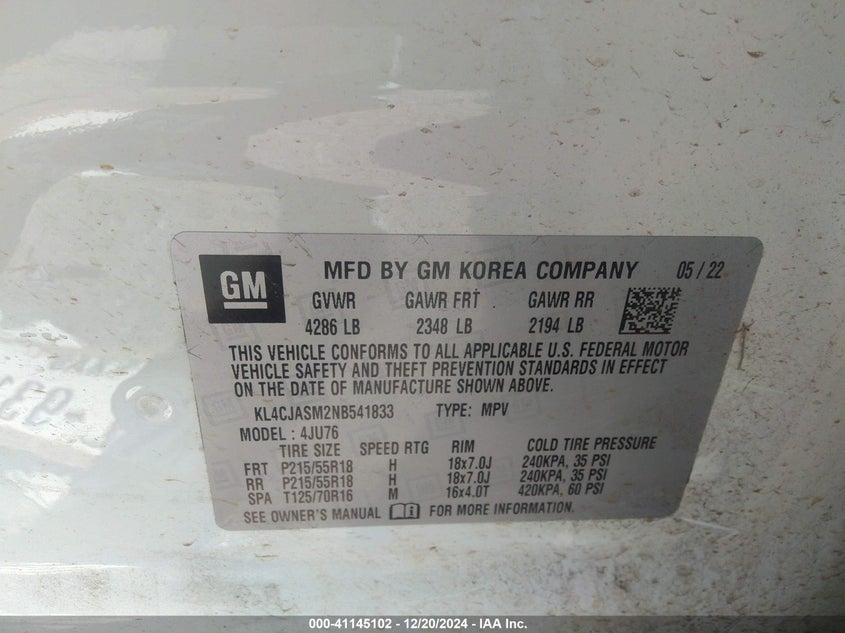 GM MFD BY GM KOREA COMPANY 05 / 22
GVWR GAWR FRT GAWR RR
4286 LB 2348 LB 2194 LB
THIS VEHICLE CONFORMS TO ALL APPLICABLE U.S. FEDERAL MOTOR
VEHICLE SAFETY AND THEFT PREVENTION STANDARDS IN EFFECT
ON THE DATE OF MANUFACTURE SHOWN ABOVE.
KL4CJASM2NB541833 TYPE: MPV
MODEL : 4JU76
TIRE SIZE SPEED RTG RIM COLD TIRE PRESSURE
FRT P215/55R18 H 18x7.0J 240KPA, 35 PSI
RR P215/55R18 H 18x7.0J 240KPA, 35 PSI
SPA T125/70R16 M 16x4.0T 420KPA, 60 PSI
SEE OWNER'S MANUAL FOR MORE INFORMATION.
000-41145102 - 12/20/2024 - IAA Inc.